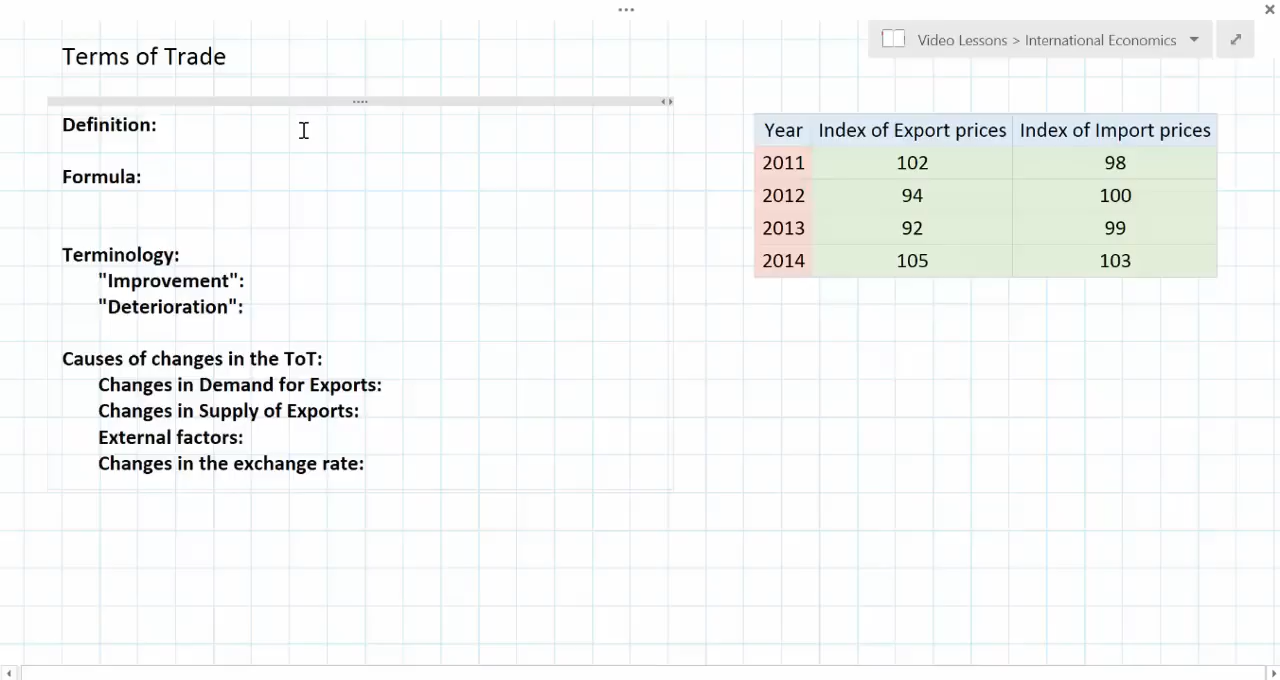 Video Lessons > International Economics
Terms of Trade
Definition:
Formula:
Terminology:
"Improvement":
"Deterioration":
Causes of changes in the ToT:
Changes in Demand for Exports:
Changes in Supply of Exports:
External factors:
Changes in the exchange rate:
Year Index of Export prices Index of Import prices
2011 102 98
2012 94 100
2013 92 99
2014 105 103